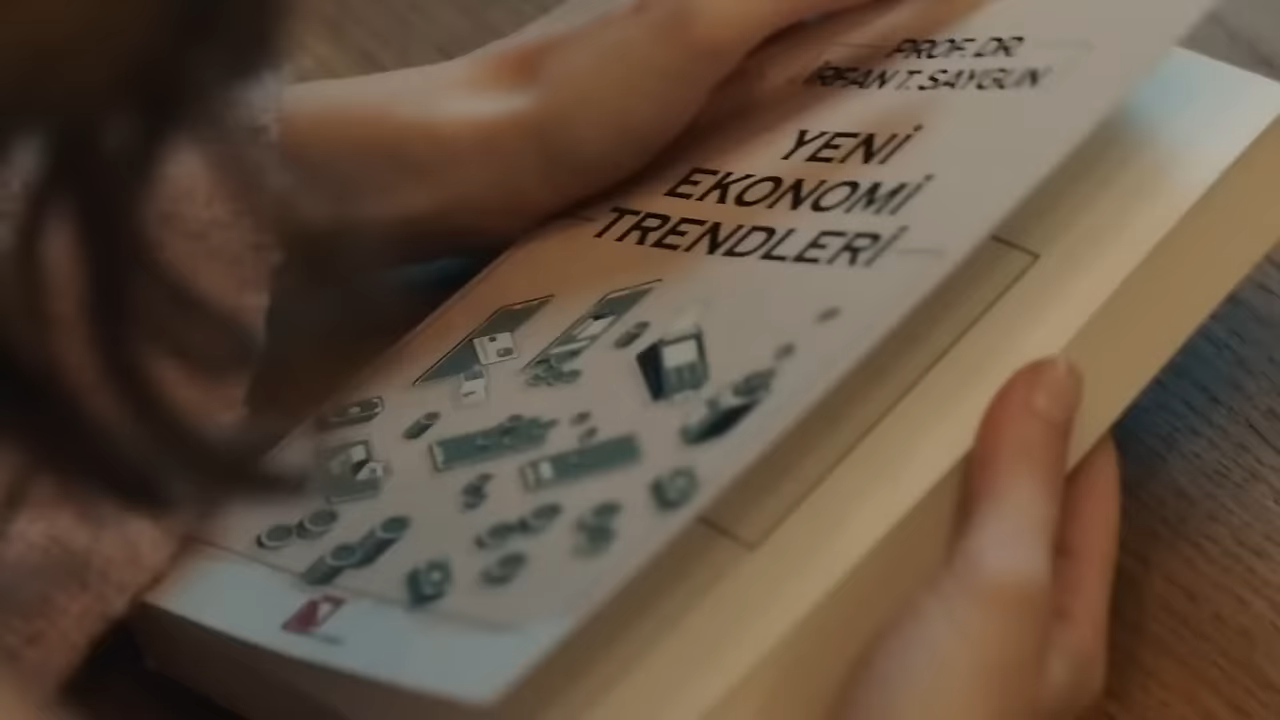 PROF. DR
İRFAN T. SAYGUN
YENİ
EKONOMİ
TRENDLERİ